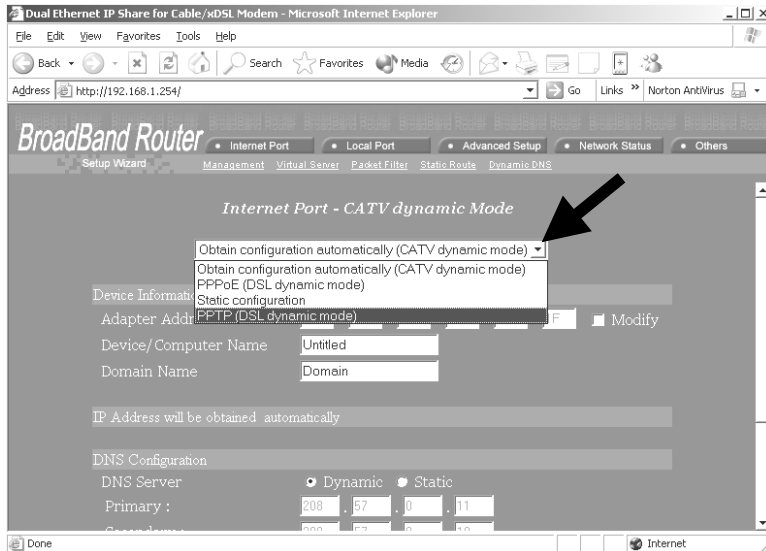 Dual Ethernet IP Share for Cable/xDSL Modem - Microsoft Internet Explorer
File Edit View Favorites Tools Help
Back Search Favorites Media
Address http://192.168.1.254/ Go Links » Norton AntiVirus
BroadBand Router
Internet Port Local Port Advanced Setup Network Status Others
Setup Wizard Management Virtual Server Packet Filter Static Route Dynamic DNS
Internet Port - CATV dynamic Mode
Obtain configuration automatically (CATV dynamic mode)
Obtain configuration automatically (CATV dynamic mode)
PPPoE (DSL dynamic mode)
Static configuration
PPTP (DSL dynamic mode)
Device
Adapter
F Modify
Device/Computer Name Untitled
Domain Name Domain
IP Address will be obtained automatically
DNS Configuration
DNS Server Dynamic Static
Primary : 208 . 57 . 0 . 11
Done Internet